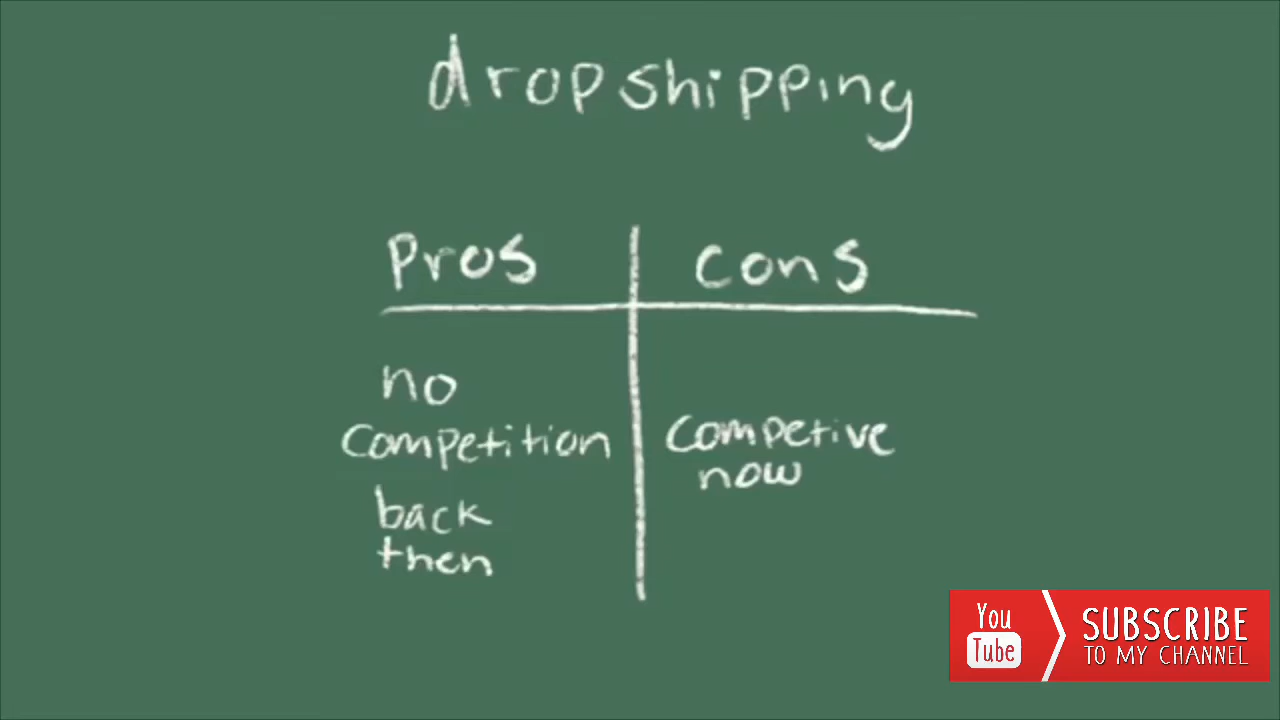 dropshipping
Pros
cons
no
competition
back
then
competive
now
You
Tube
SUBSCRIBE
TO MY CHANNEL